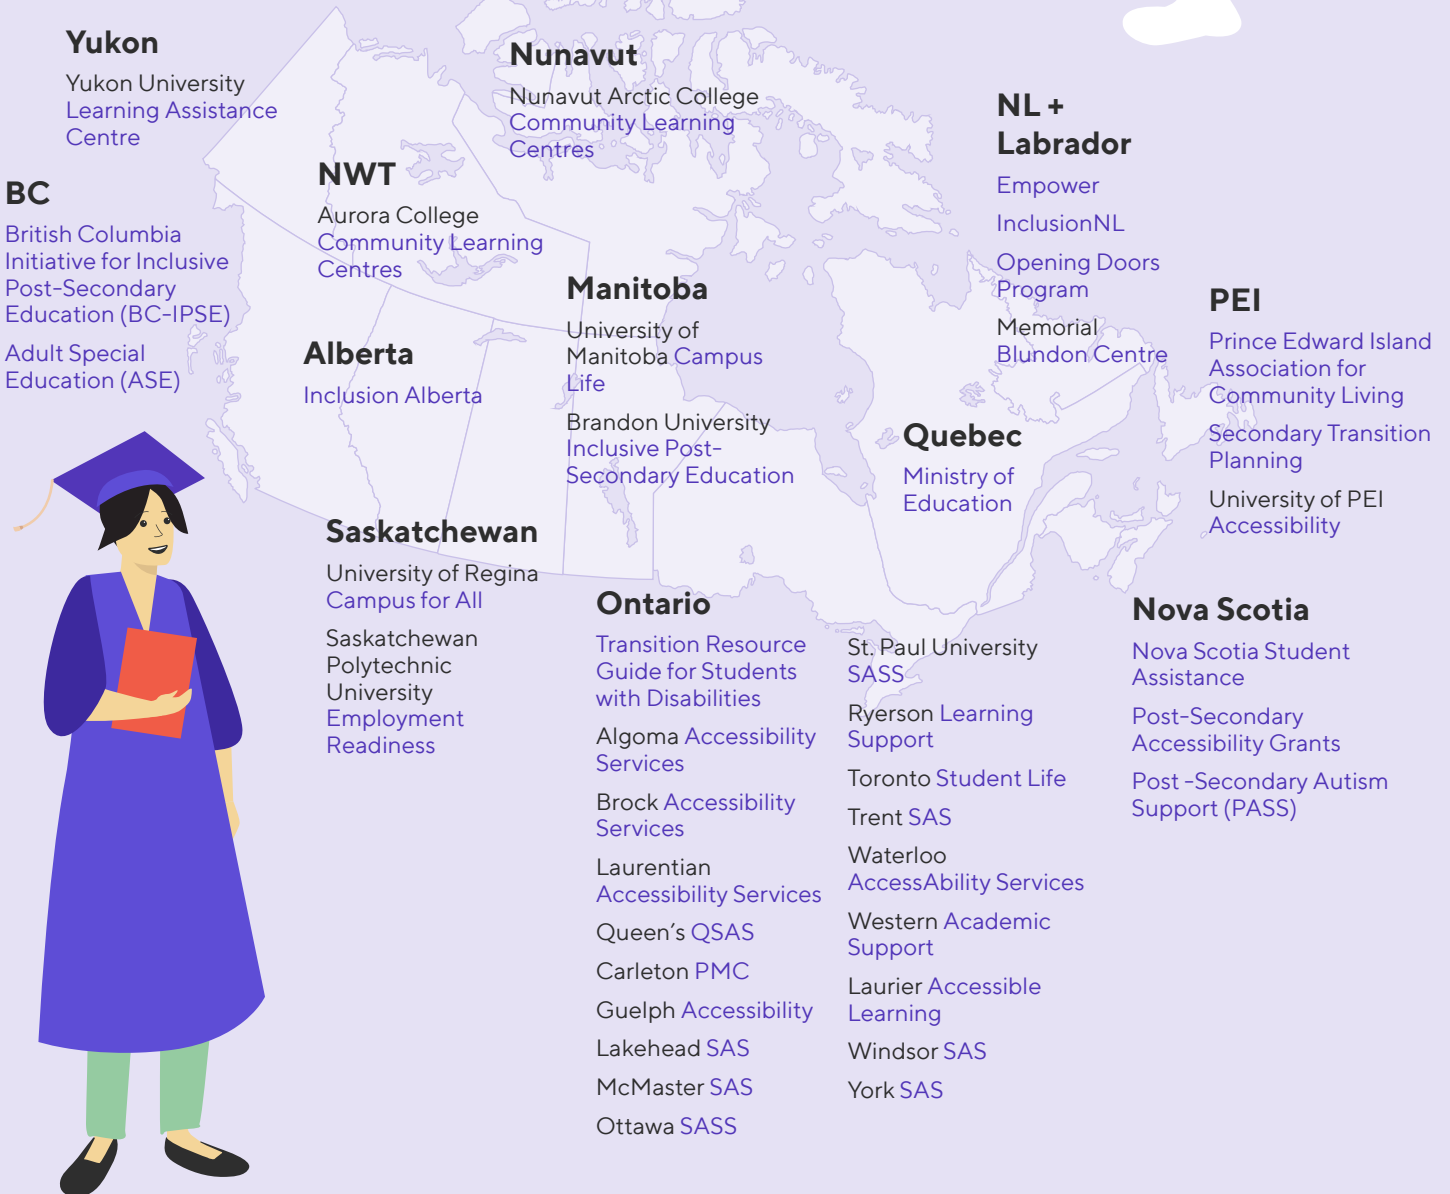 Yukon
Yukon University
Learning Assistance
Centre
Nunavut
Nunavut Arctic College
Community Learning
Centres
NL +
Labrador
Empower
InclusionNL
Opening Doors
Program
Memorial
Blundon Centre
NWT
Aurora College
Community Learning
Centres
BC
British Columbia
Initiative for Inclusive
Post-Secondary
Education (BC-IPSE)
Adult Special
Education (ASE)
Alberta
Inclusion Alberta
Manitoba
University of
Manitoba Campus
Life
Brandon University
Inclusive Post-
Secondary Education
PEI
Prince Edward Island
Association for
Community Living
Secondary Transition
Planning
University of PEI
Accessibility
Quebec
Ministry of
Education
Saskatchewan
University of Regina
Campus for All
Saskatchewan
Polytechnic
University
Employment
Readiness
Ontario
Transition Resource
Guide for Students
with Disabilities
Algoma Accessibility
Services
Brock Accessibility
Services
Laurentian
Accessibility Services
Queen's QSAS
Carleton PMC
Guelph Accessibility
Lakehead SAS
McMaster SAS
Ottawa SASS
St. Paul University
SASS
Ryerson Learning
Support
Toronto Student Life
Trent SAS
Waterloo
AccessAbility Services
Western Academic
Support
Laurier Accessible
Learning
Windsor SAS
York SAS
Nova Scotia
Nova Scotia Student
Assistance
Post-Secondary
Accessibility Grants
Post -Secondary Autism
Support (PASS)